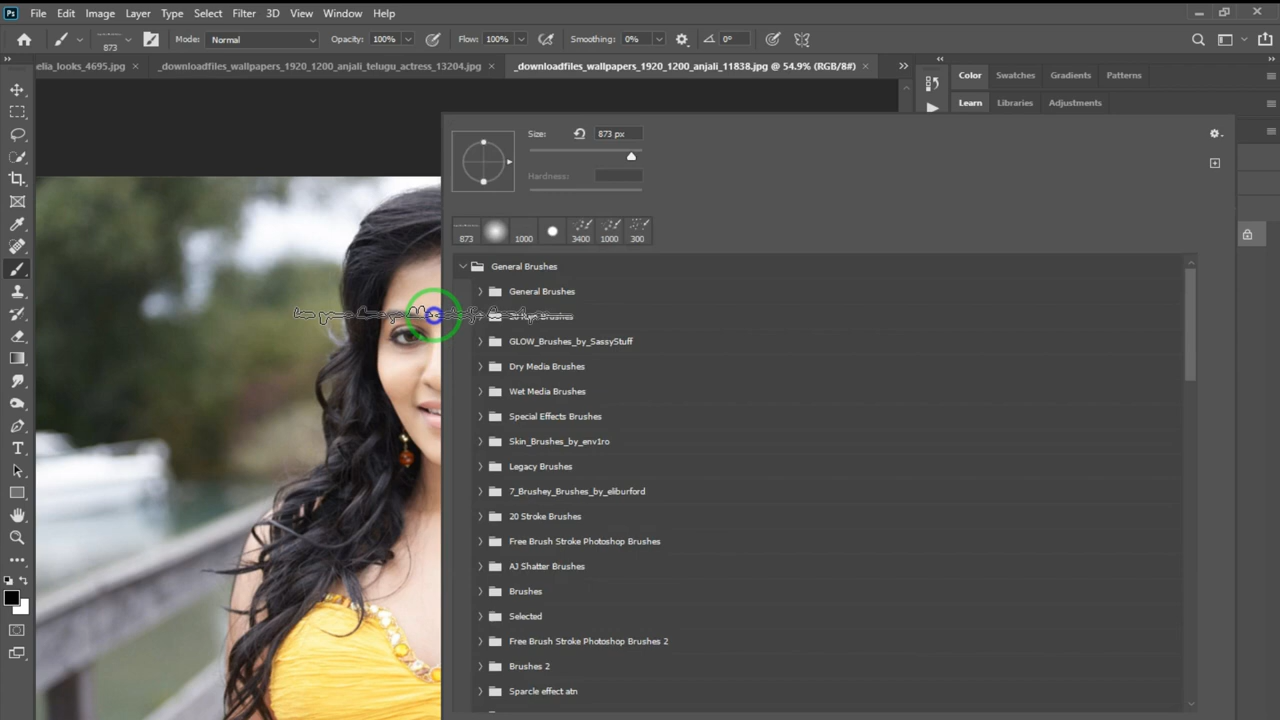 File Edit Image Layer Type Select Filter 3D View Window Help
873 Mode: Normal Opacity: 100% Flow: 100% Smoothing: 0% 0°
elia_looks_4695.jpg × _downloadfiles_wallpapers_1920_1200_anjali_telugu_actress_13204.jpg × _downloadfiles_wallpapers_1920_1200_anjali_11838.jpg @ 54.9% (RGB/8#) ×
Color Swatches Gradients Patterns
Learn Libraries Adjustments
Size: 873 px
Hardness:
873 1000 3400 1000 300
General Brushes
General Brushes
Brushes
GLOW_Brushes_by_SassyStuff
Dry Media Brushes
Wet Media Brushes
Special Effects Brushes
Skin_Brushes_by_env1ro
Legacy Brushes
7_Brushey_Brushes_by_eliburford
20 Stroke Brushes
Free Brush Stroke Photoshop Brushes
AJ Shatter Brushes
Brushes
Selected
Free Brush Stroke Photoshop Brushes 2
Brushes 2
Sparcle effect atn